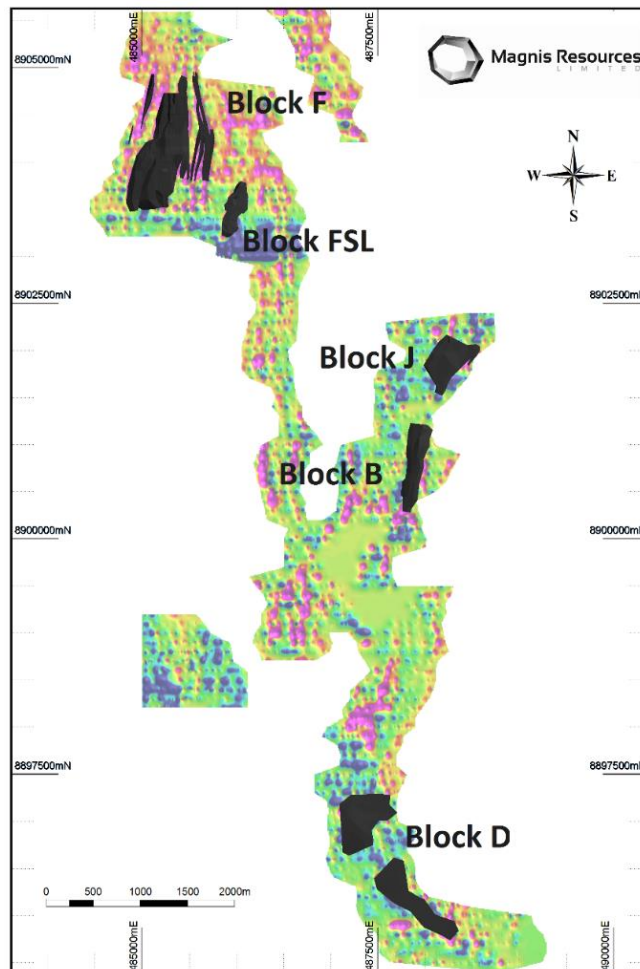 485000mE
487500mE
Magnis Resources
LIMITED
8905000mN
Block F
N
W E
S
Block FSL
8902500mN
8902500mN
Block J
Block B
8900000mN
8900000mN
8897500mN
8897500mN
Block D
0 500 1000 1500 2000m
485000mE
487500mE
490000mE